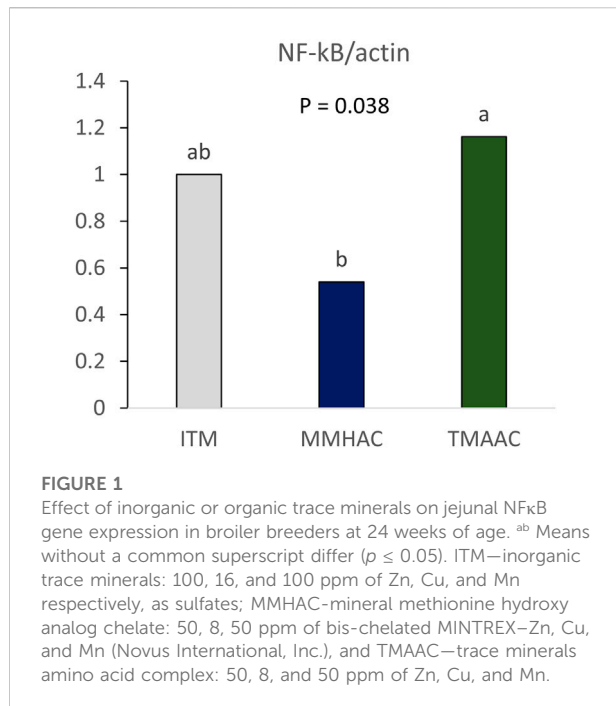 NF-kB/actin
1.4
P = 0.038
1.2
a
ab
1
0.8
0.6
b
0.4
0.2
0
ITM MMHAC TMAAC
FIGURE 1
Effect of inorganic or organic trace minerals on jejunal NFκB
gene expression in broiler breeders at 24 weeks of age. ᵃᵇ Means
without a common superscript differ (p ≤ 0.05). ITM—inorganic
trace minerals: 100, 16, and 100 ppm of Zn, Cu, and Mn
respectively, as sulfates; MMHAC-mineral methionine hydroxy
analog chelate: 50, 8, 50 ppm of bis-chelated MINTREX–Zn, Cu,
and Mn (Novus International, Inc.), and TMAAC—trace minerals
amino acid complex: 50, 8, and 50 ppm of Zn, Cu, and Mn.